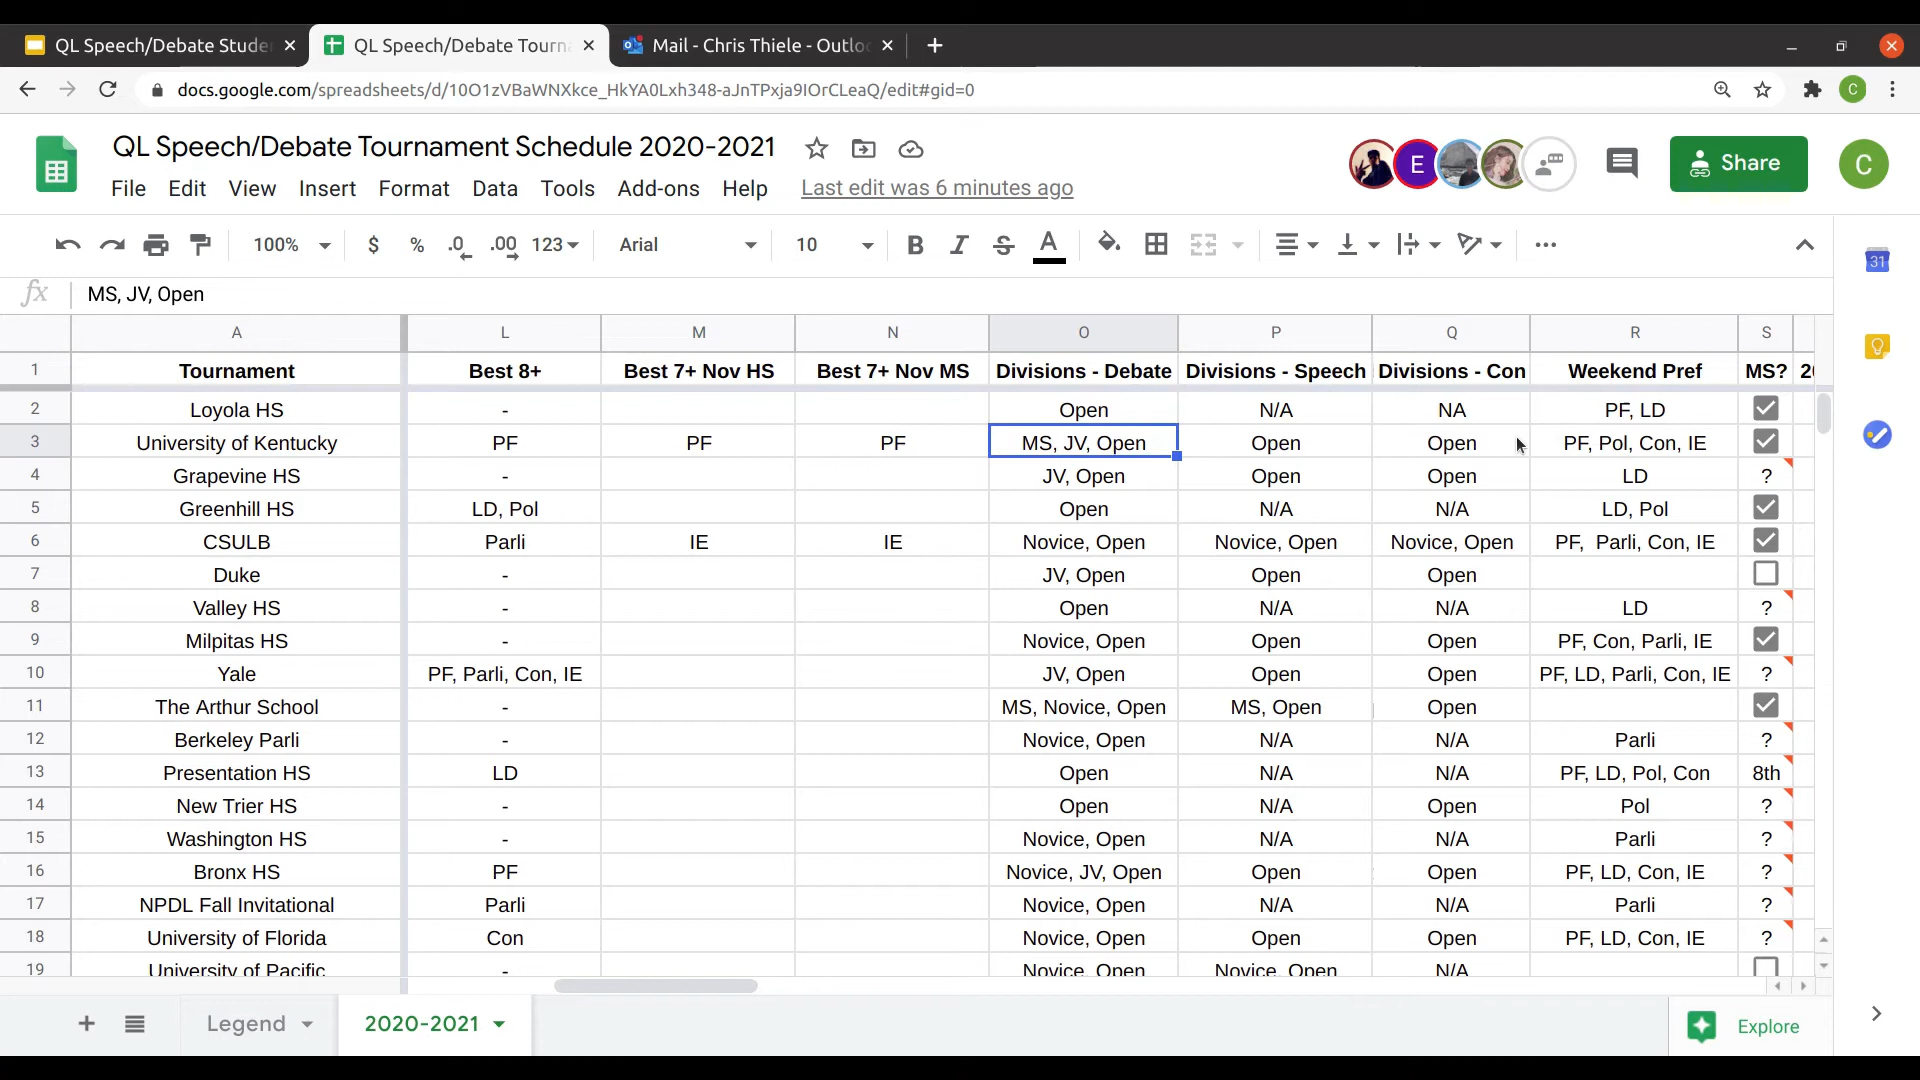 QL Speech/Debate Stude
QL Speech/Debate Tourna
Mail - Chris Thiele - Outlo
docs.google.com/spreadsheets/d/10O1zVBaWNXkce_HkYA0Lxh348-aJnTPxja9IOrCLeaQ/edit#gid=0
C
QL Speech/Debate Tournament Schedule 2020-2021
E
Share
C
File Edit View Insert Format Data Tools Add-ons Help Last edit was 6 minutes ago
100% $ % .0 .00 123 Arial 10 B I S A
31
fx MS, JV, Open
A L M N O P Q R S
1 Tournament Best 8+ Best 7+ Nov HS Best 7+ Nov MS Divisions - Debate Divisions - Speech Divisions - Con Weekend Pref MS? 20
2 Loyola HS - Open N/A NA PF, LD
3 University of Kentucky PF PF PF MS, JV, Open Open Open PF, Pol, Con, IE
4 Grapevine HS - JV, Open Open Open LD ?
5 Greenhill HS LD, Pol Open N/A N/A LD, Pol
6 CSULB Parli IE IE Novice, Open Novice, Open Novice, Open PF, Parli, Con, IE
7 Duke - JV, Open Open Open
8 Valley HS - Open N/A N/A LD ?
9 Milpitas HS - Novice, Open Open Open PF, Con, Parli, IE
10 Yale PF, Parli, Con, IE JV, Open Open Open PF, LD, Parli, Con, IE ?
11 The Arthur School - MS, Novice, Open MS, Open Open
12 Berkeley Parli - Novice, Open N/A N/A Parli ?
13 Presentation HS LD Open N/A N/A PF, LD, Pol, Con 8th
14 New Trier HS - Open N/A Open Pol ?
15 Washington HS - Novice, Open N/A N/A Parli ?
16 Bronx HS PF Novice, JV, Open Open Open PF, LD, Con, IE ?
17 NPDL Fall Invitational Parli Novice, Open N/A N/A Parli ?
18 University of Florida Con Novice, Open Open Open PF, LD, Con, IE ?
19 University of Pacific - Novice, Open Novice, Open N/A
Legend 2020-2021 Explore